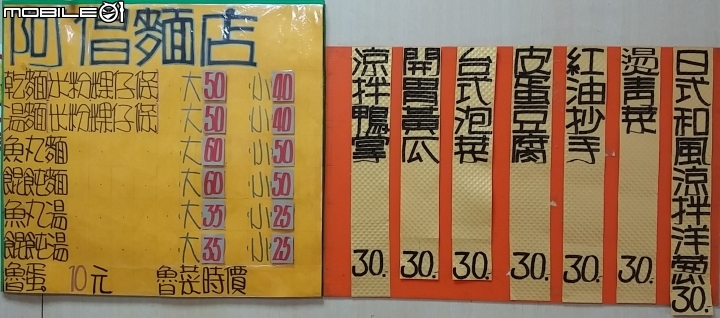 MOBILE01
阿僧麵店
乾麵米粉粿仔條 大50 小40
湯麵米粉粿仔條 大50 小40
魚丸麵 大60 小50
餛飩麵 大60 小50
魚丸湯 大35 小25
餛飩湯 大35 小25
魯蛋 10元 魯菜時價
涼拌鴨掌 30.-
開胃黃瓜 30.-
台式泡菜 30.-
皮蛋豆腐 30.-
紅油抄手 30.-
燙青菜 30.-
日式和風涼拌洋蔥 30.-